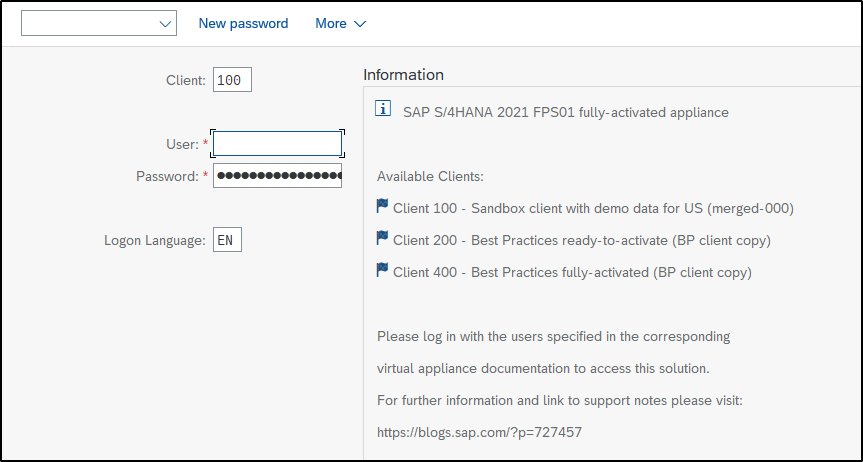 New password More
Client: 100
User: *
Password: *
Logon Language: EN
Information
SAP S/4HANA 2021 FPS01 fully-activated appliance
Available Clients:
Client 100 - Sandbox client with demo data for US (merged-000)
Client 200 - Best Practices ready-to-activate (BP client copy)
Client 400 - Best Practices fully-activated (BP client copy)
Please log in with the users specified in the corresponding
virtual appliance documentation to access this solution.
For further information and link to support notes please visit:
https://blogs.sap.com/?p=727457